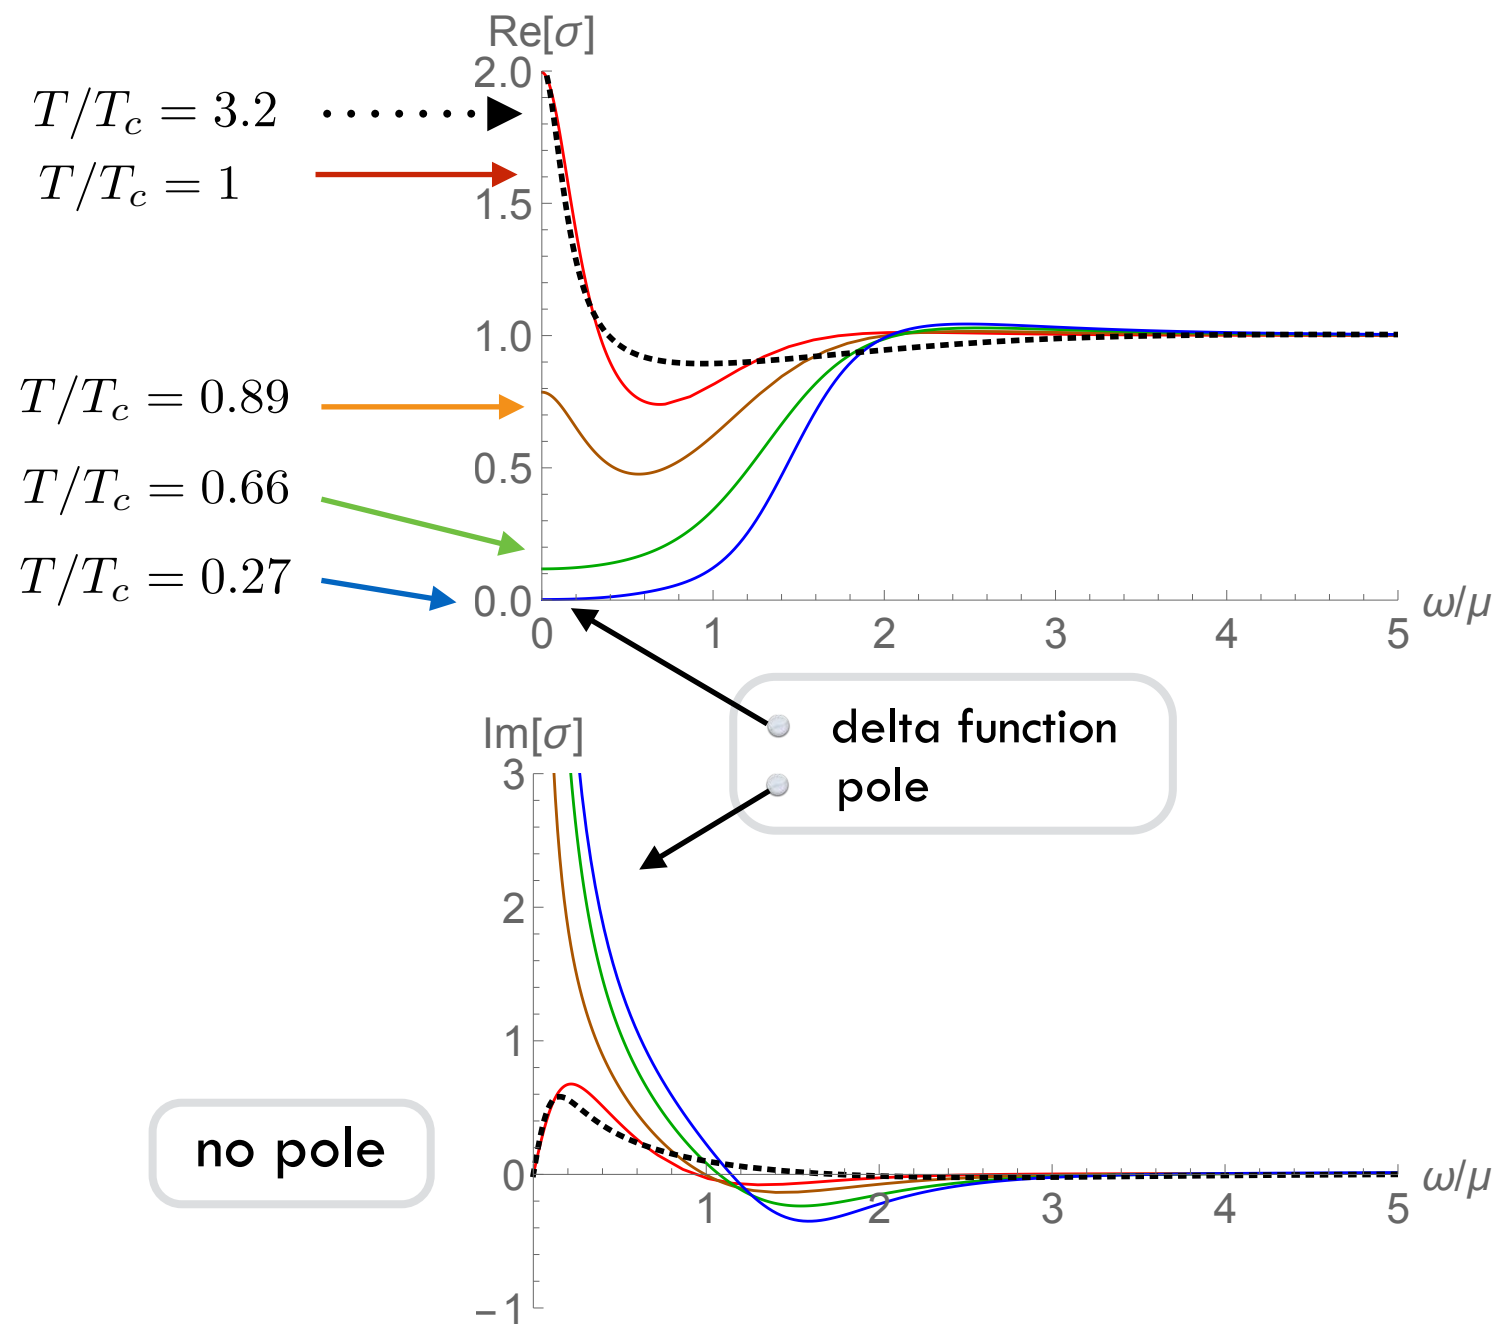 Re[σ]
2.0
T/T_c = 3.2
T/T_c = 1
1.5
1.0
T/T_c = 0.89
0.5
T/T_c = 0.66
T/T_c = 0.27
0.0
ω/μ
0 1 2 3 4 5
delta function
pole
Im[σ]
3
2
1
no pole
0
ω/μ
1 2 3 4 5
−1